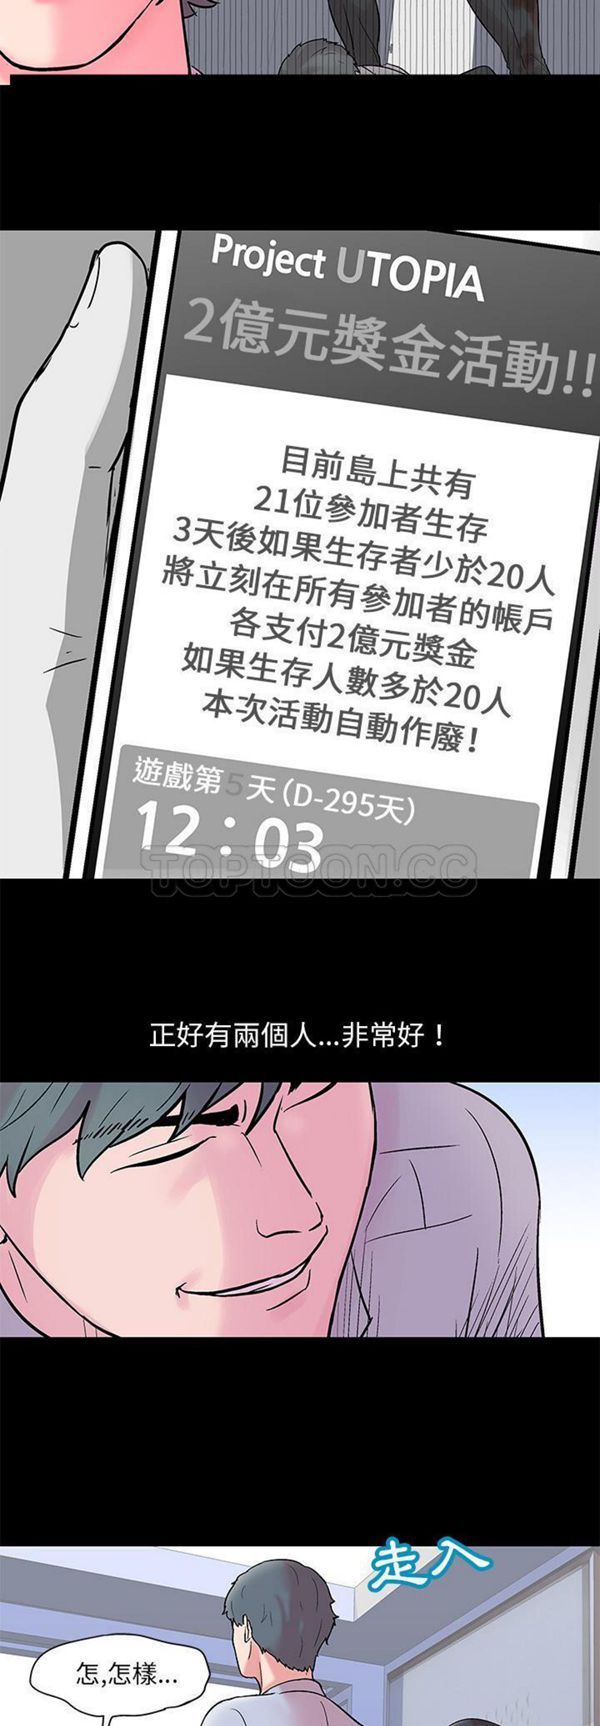 Project UTOPIA
2億元獎金活動!!
目前島上共有
21位參加者生存
3天後如果生存者少於20人
將立刻在所有參加者的帳戶
各支付2億元獎金
如果生存人數多於20人
本次活動自動作廢!
遊戲第5天(D-295天)
12:03
TOPTOON.CC
正好有兩個人...非常好!
走入
怎,怎樣...